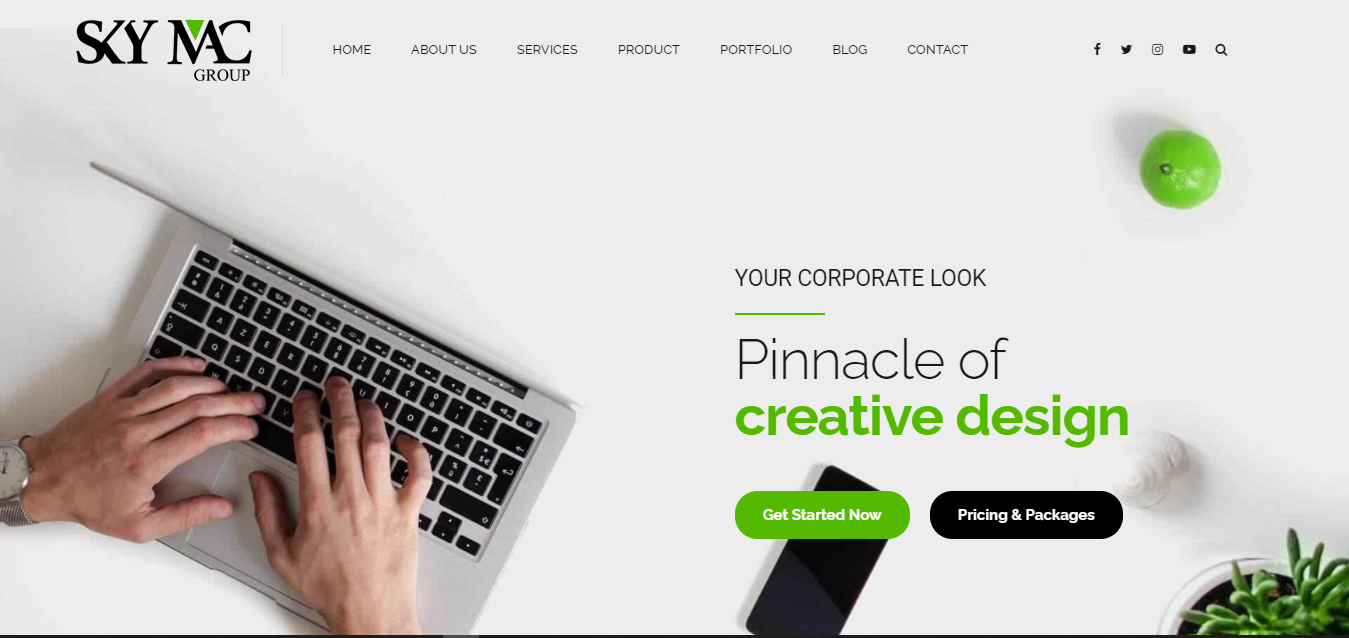 SKY MAC
GROUP
HOME ABOUT US SERVICES PRODUCT PORTFOLIO BLOG CONTACT
YOUR CORPORATE LOOK
Pinnacle of
creative design
Get Started Now Pricing & Packages